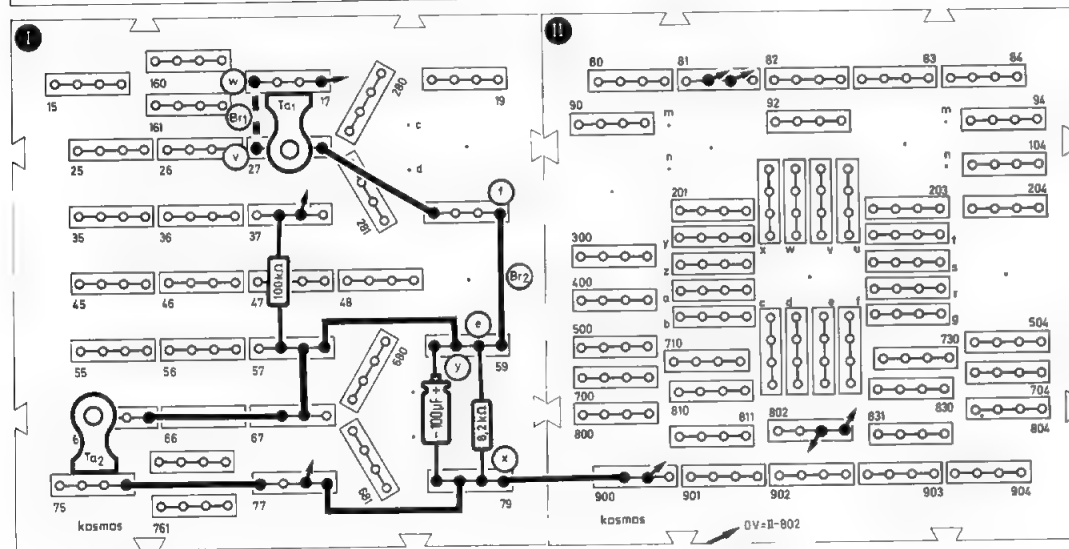 I
II
160
w
17
280
19
80
81
82
83
84
15
Ta1
90
m
92
m
94
161
Br1
c
25
26
v
27
d
n
n
104
281
201
203
204
f
35
36
37
y
x
w
v
u
t
300
z
s
Br2
100kΩ
400
a
r
45
46
47
48
b
c
d
e
f
g
e
500
504
55
56
57
680
y
59
710
730
-100µF+
8,2kΩ
700
810
830
704
6
66
67
811
802
831
804
800
Ta2
x
75
77
681
79
900
901
902
903
904
761
kosmos
kosmos
0V=II-802